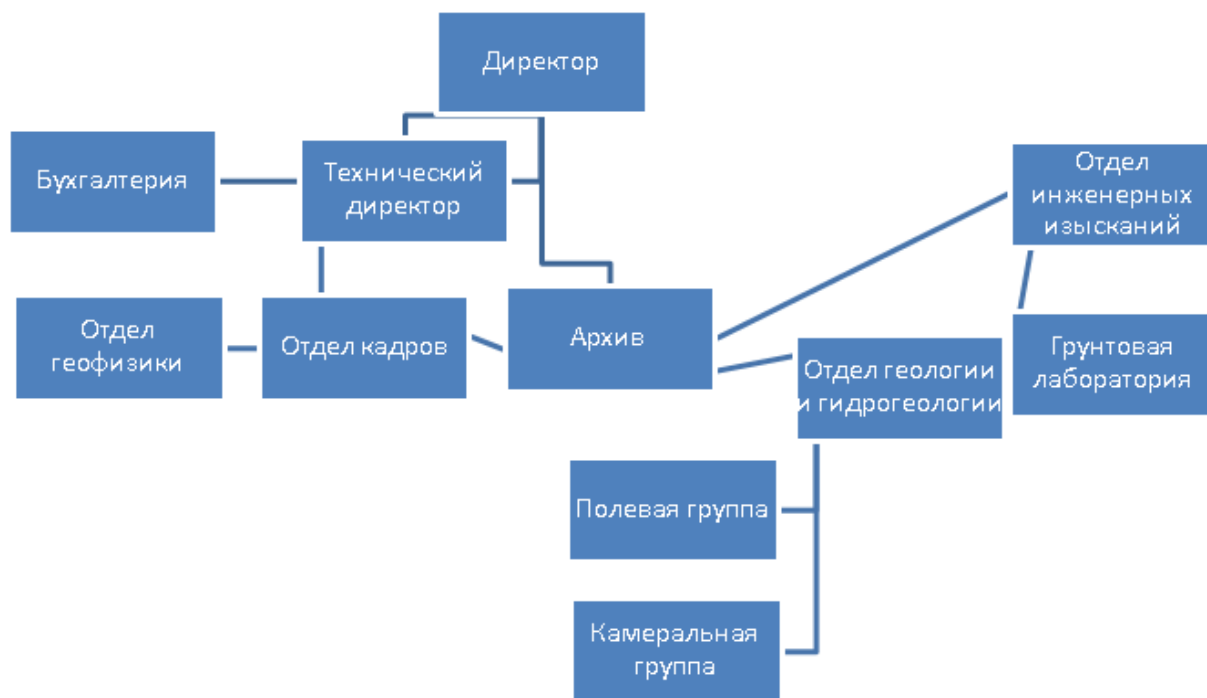 Директор
Бухгалтерия
Технический
директор
Отдел
инженерных
изысканий
Отдел
геофизики
Отдел кадров
Архив
Отдел геологии
и гидрогеологии
Грунтовая
лаборатория
Полевая группа
Камеральная
группа